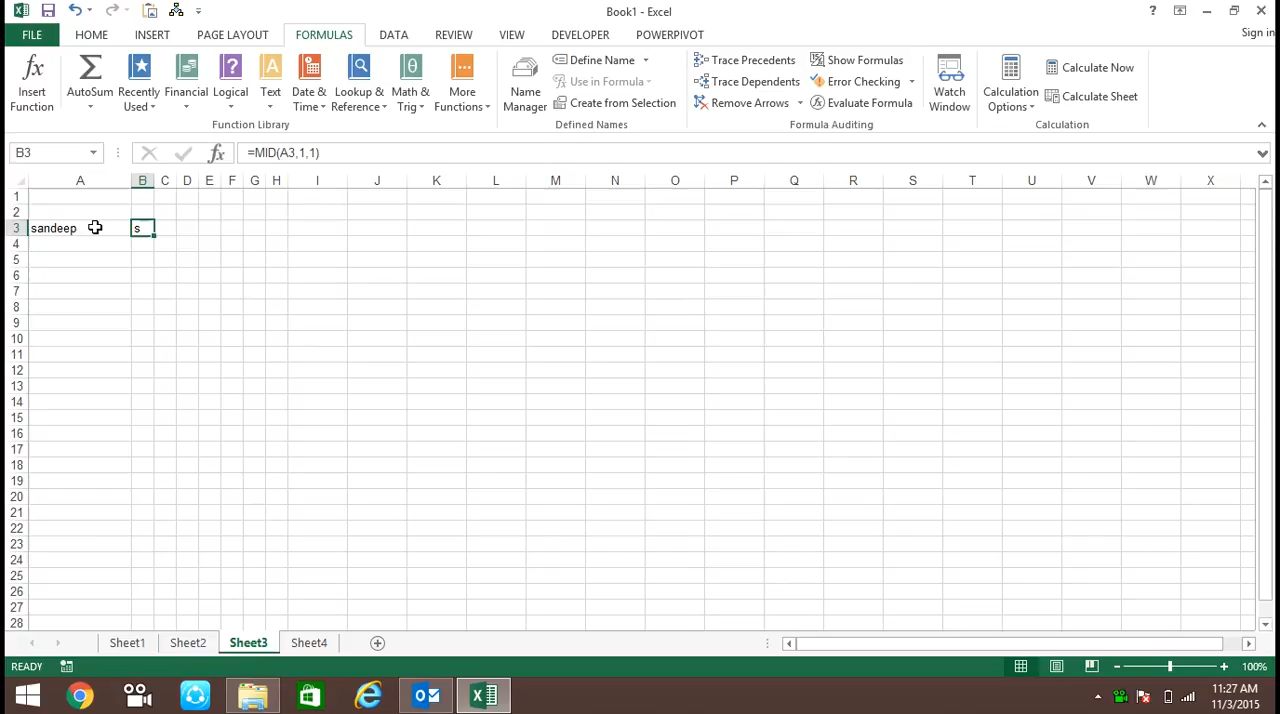 Book1 - Excel
?
FILE HOME INSERT PAGE LAYOUT FORMULAS DATA REVIEW VIEW DEVELOPER POWERPIVOT Sign in
fx Insert Function
Σ AutoSum
Recently Used
Financial
Logical
Text
Date & Time
Lookup & Reference
Math & Trig
More Functions
Function Library
Name Manager
Define Name
Use in Formula
Create from Selection
Defined Names
Trace Precedents
Trace Dependents
Remove Arrows
Show Formulas
Error Checking
Evaluate Formula
Formula Auditing
Watch Window
Calculation Options
Calculate Now
Calculate Sheet
Calculation
B3 fx =MID(A3,1,1)
A B C D E F G H I J K L M N O P Q R S T U V W X
1
2
3 sandeep s
4
5
6
7
8
9
10
11
12
13
14
15
16
17
18
19
20
21
22
23
24
25
26
27
28
Sheet1 Sheet2 Sheet3 Sheet4
READY 100%
11:27 AM
11/3/2015